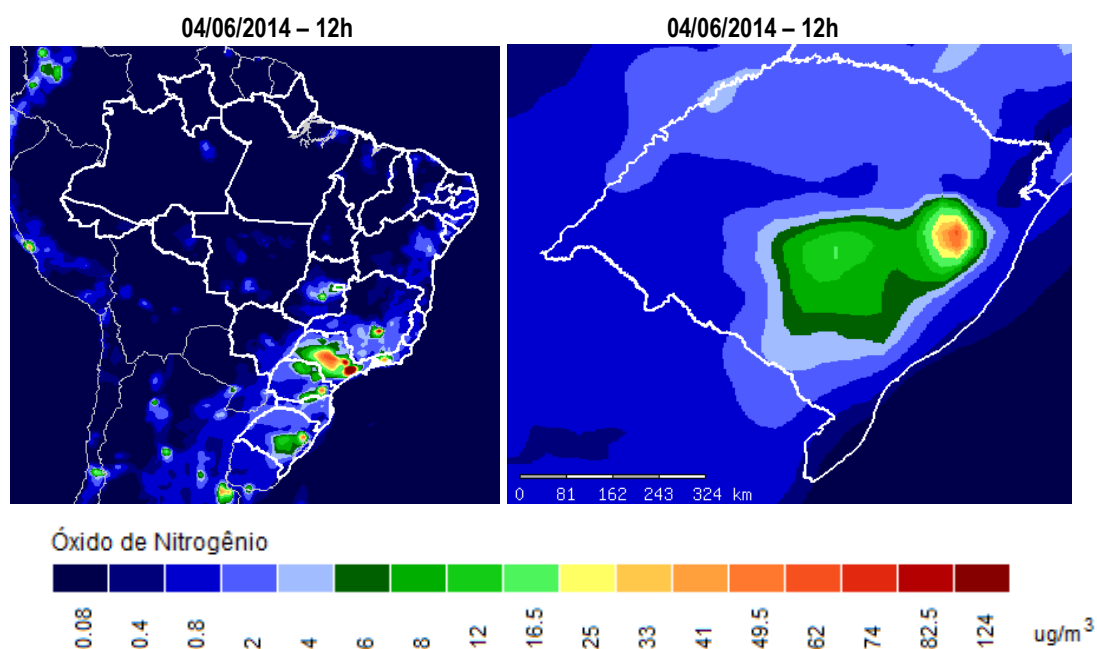 04/06/2014 – 12h
04/06/2014 – 12h
0 81 162 243 324 km
Óxido de Nitrogênio
0.08 0.4 0.8 2 4 6 8 12 16.5 25 33 41 49.5 62 74 82.5 124 ug/m³